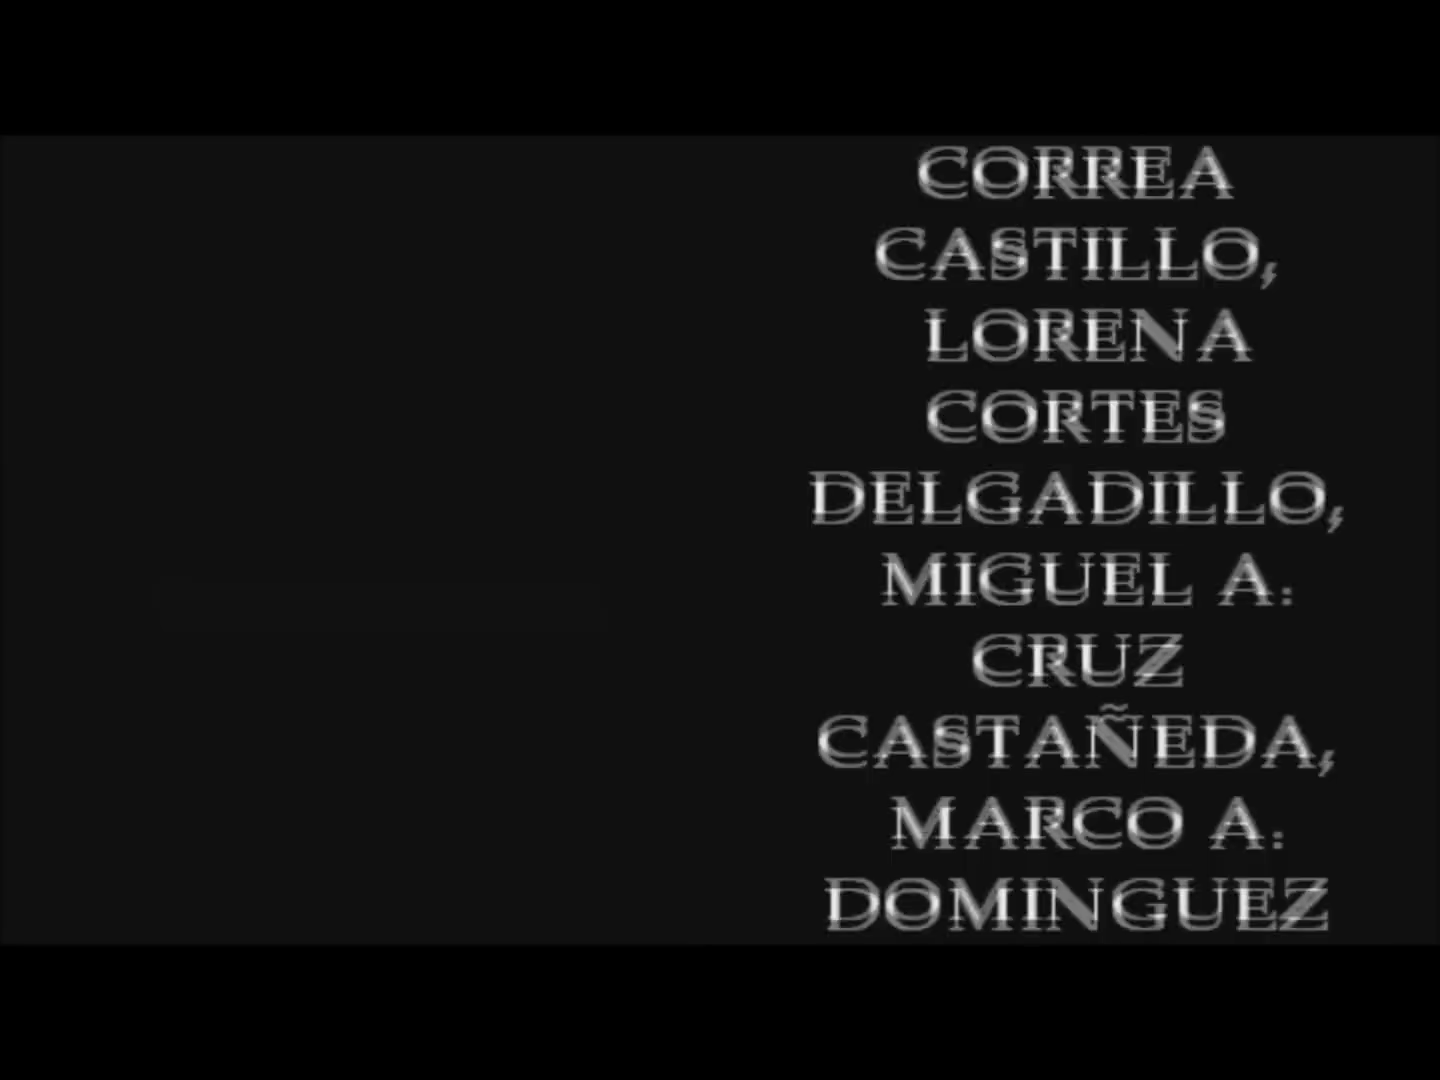 CORREA
CASTILLO,
LORENA
CORTES
DELGADILLO,
MIGUEL A.
CRUZ
CASTAÑEDA,
MARCO A.
DOMINGUEZ